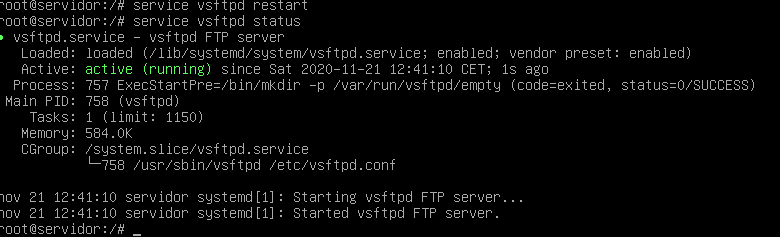 root@servidor:/# service vsftpd restart
root@servidor:/# service vsftpd status
● vsftpd.service - vsftpd FTP server
Loaded: loaded (/lib/systemd/system/vsftpd.service; enabled; vendor preset: enabled)
Active: active (running) since Sat 2020-11-21 12:41:10 CET; 1s ago
Process: 757 ExecStartPre=/bin/mkdir -p /var/run/vsftpd/empty (code=exited, status=0/SUCCESS)
Main PID: 758 (vsftpd)
Tasks: 1 (limit: 1150)
Memory: 584.0K
CGroup: /system.slice/vsftpd.service
└─758 /usr/sbin/vsftpd /etc/vsftpd.conf
nov 21 12:41:10 servidor systemd[1]: Starting vsftpd FTP server...
nov 21 12:41:10 servidor systemd[1]: Started vsftpd FTP server.
root@servidor:/# _